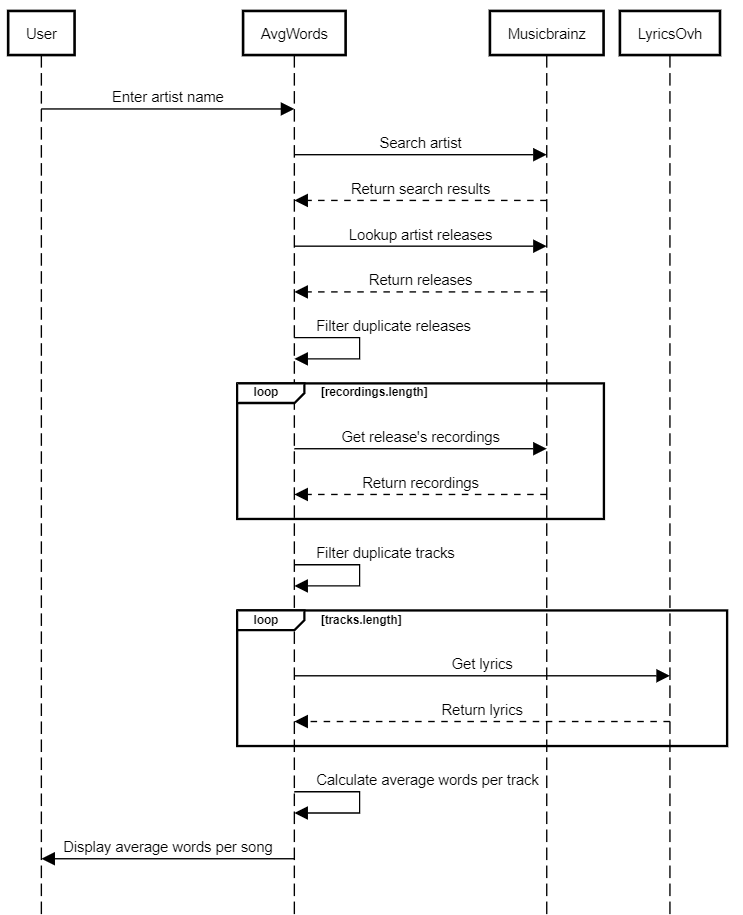 User
AvgWords
Musicbrainz
LyricsOvh
Enter artist name
Search artist
Return search results
Lookup artist releases
Return releases
Filter duplicate releases
loop
[recordings.length]
Get release's recordings
Return recordings
Filter duplicate tracks
loop
[tracks.length]
Get lyrics
Return lyrics
Calculate average words per track
Display average words per song